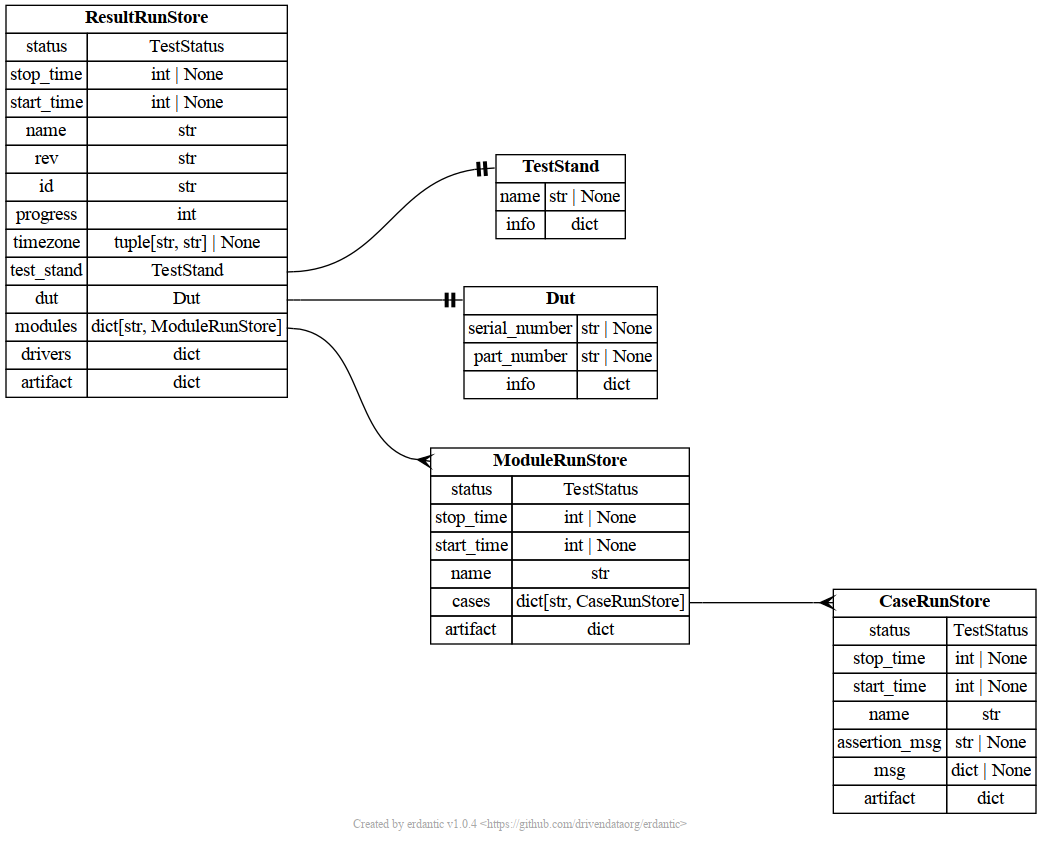 ResultRunStore
status TestStatus
stop_time int | None
start_time int | None
name str
rev str
id str
progress int
timezone tuple[str, str] | None
test_stand TestStand
dut Dut
modules dict[str, ModuleRunStore]
drivers dict
artifact dict
TestStand
name str | None
info dict
Dut
serial_number str | None
part_number str | None
info dict
ModuleRunStore
status TestStatus
stop_time int | None
start_time int | None
name str
cases dict[str, CaseRunStore]
artifact dict
CaseRunStore
status TestStatus
stop_time int | None
start_time int | None
name str
assertion_msg str | None
msg dict | None
artifact dict
Created by erdantic v1.0.4 <https://github.com/drivendataorg/erdantic>